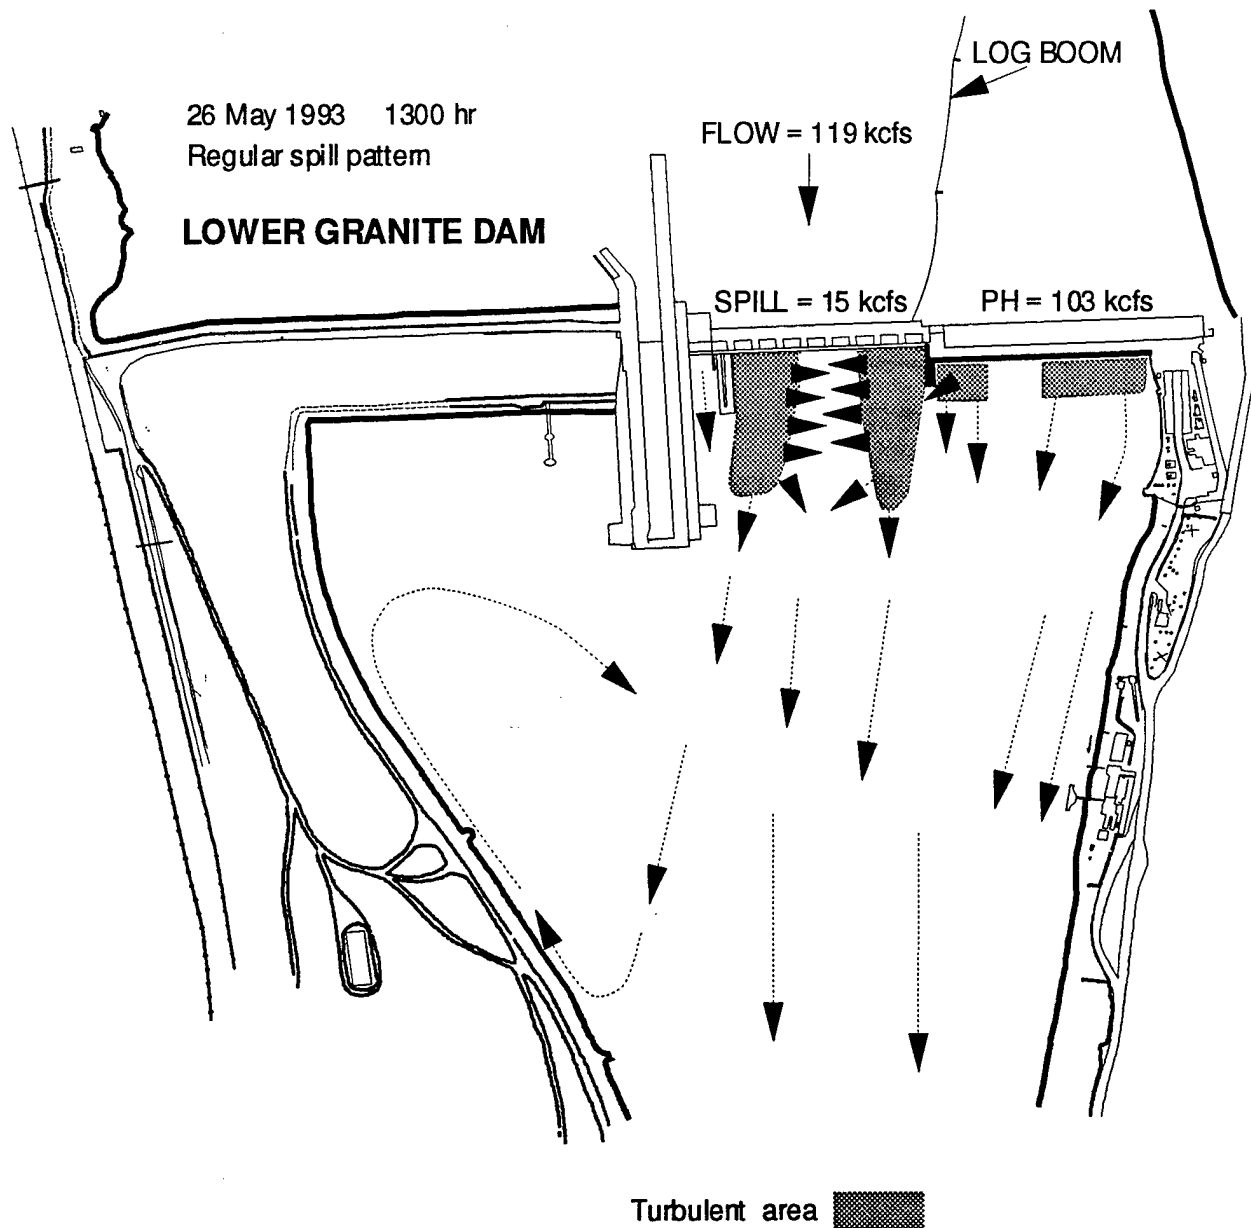 LOG BOOM
26 May 1993 1300 hr
FLOW = 119 kcfs
Regular spill pattern
LOWER GRANITE DAM
SPILL = 15 kcfs PH = 103 kcfs
Turbulent area